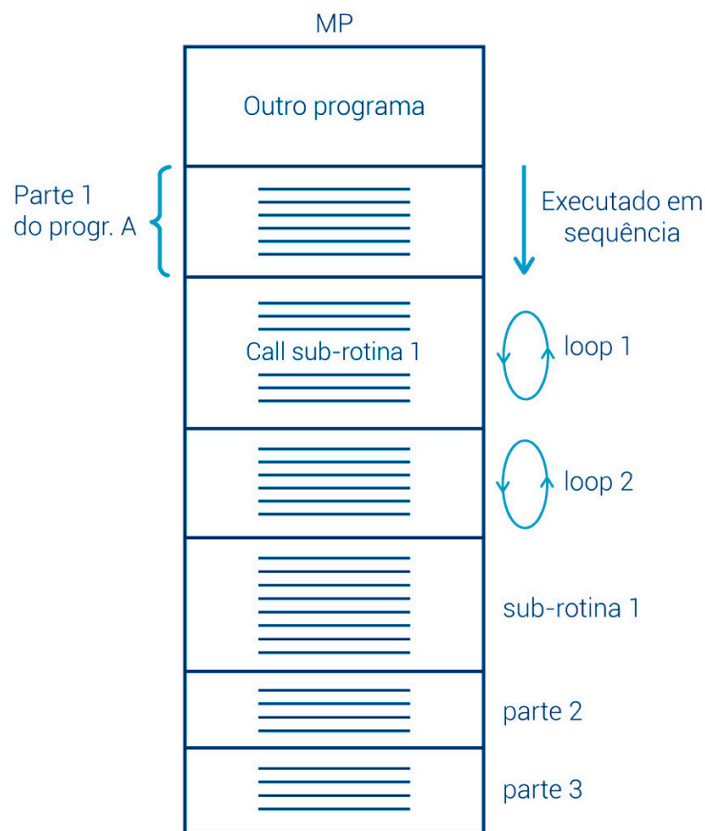 MP
Outro programa
Parte 1
do progr. A
Executado em
sequência
Call sub-rotina 1
loop 1
loop 2
sub-rotina 1
parte 2
parte 3